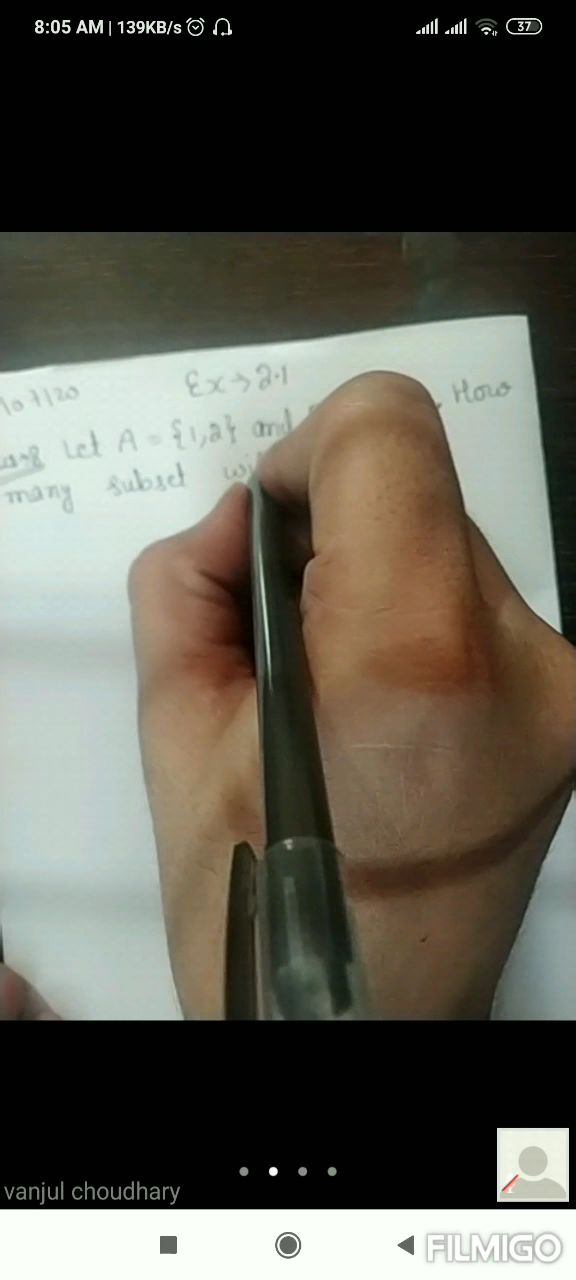 8:05 AM | 139KB/s
37
Ex → 2.1
Let A = {1,2} and
How
many subset
vanjul choudhary
FILMIGO